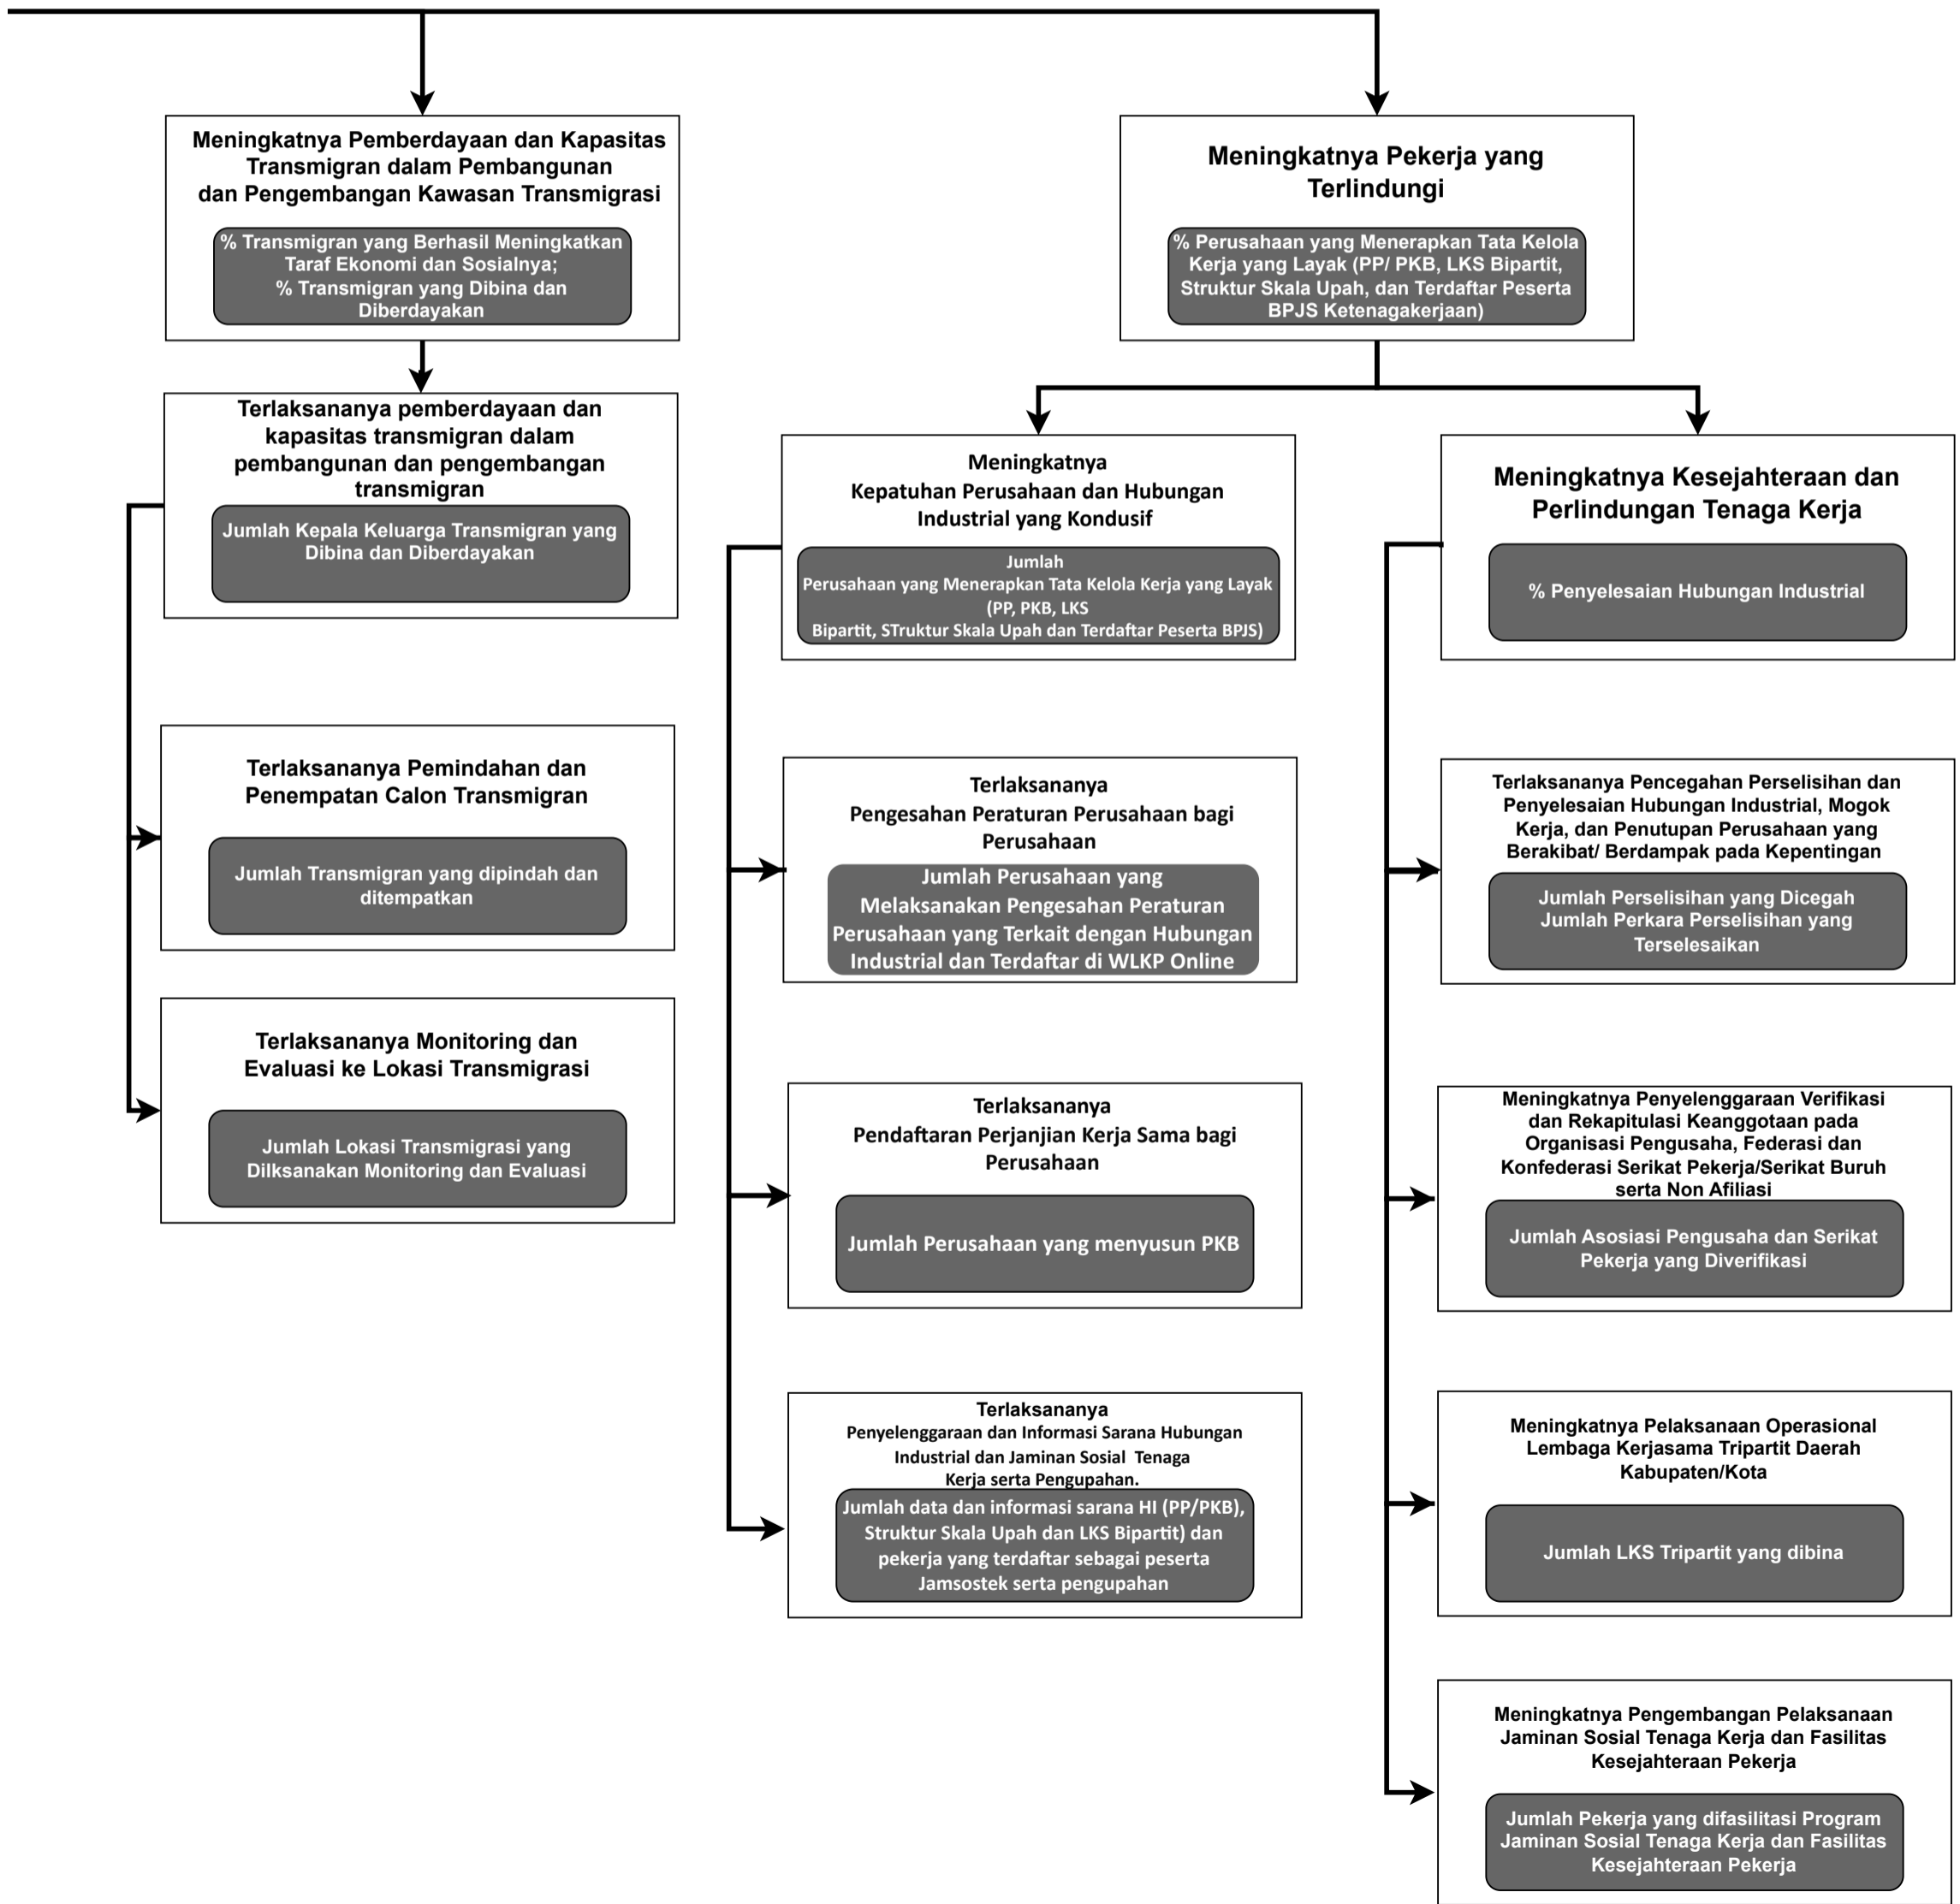 Meningkatnya Pemberdayaan dan Kapasitas
Transmigran dalam Pembangunan
dan Pengembangan Kawasan Transmigrasi
% Transmigran yang Berhasil Meningkatkan
Taraf Ekonomi dan Sosialnya;
% Transmigran yang Dibina dan
Diberdayakan
Meningkatnya Pekerja yang
Terlindungi
% Perusahaan yang Menerapkan Tata Kelola
Kerja yang Layak (PP/ PKB, LKS Bipartit,
Struktur Skala Upah, dan Terdaftar Peserta
BPJS Ketenagakerjaan)
Terlaksananya pemberdayaan dan
kapasitas transmigran dalam
pembangunan dan pengembangan
transmigran
Jumlah Kepala Keluarga Transmigran yang
Dibina dan Diberdayakan
Terlaksananya Pemindahan dan
Penempatan Calon Transmigran
Jumlah Transmigran yang dipindah dan
ditempatkan
Terlaksananya Monitoring dan
Evaluasi ke Lokasi Transmigrasi
Jumlah Lokasi Transmigrasi yang
Dilksanakan Monitoring dan Evaluasi
Meningkatnya
Kepatuhan Perusahaan dan Hubungan
Industrial yang Kondusif
Jumlah
Perusahaan yang Menerapkan Tata Kelola Kerja yang Layak
(PP, PKB, LKS
Bipartit, STruktur Skala Upah dan Terdaftar Peserta BPJS)
Terlaksananya
Pengesahan Peraturan Perusahaan bagi
Perusahaan
Jumlah Perusahaan yang
Melaksanakan Pengesahan Peraturan
Perusahaan yang Terkait dengan Hubungan
Industrial dan Terdaftar di WLKP Online
Terlaksananya
Pendaftaran Perjanjian Kerja Sama bagi
Perusahaan
Jumlah Perusahaan yang menyusun PKB
Terlaksananya
Penyelenggaraan dan Informasi Sarana Hubungan
Industrial dan Jaminan Sosial Tenaga
Kerja serta Pengupahan.
Jumlah data dan informasi sarana HI (PP/PKB),
Struktur Skala Upah dan LKS Bipartit) dan
pekerja yang terdaftar sebagai peserta
Jamsostek serta pengupahan
Meningkatnya Kesejahteraan dan
Perlindungan Tenaga Kerja
% Penyelesaian Hubungan Industrial
Terlaksananya Pencegahan Perselisihan dan
Penyelesaian Hubungan Industrial, Mogok
Kerja, dan Penutupan Perusahaan yang
Berakibat/ Berdampak pada Kepentingan
Jumlah Perselisihan yang Dicegah
Jumlah Perkara Perselisihan yang
Terselesaikan
Meningkatnya Penyelenggaraan Verifikasi
dan Rekapitulasi Keanggotaan pada
Organisasi Pengusaha, Federasi dan
Konfederasi Serikat Pekerja/Serikat Buruh
serta Non Afiliasi
Jumlah Asosiasi Pengusaha dan Serikat
Pekerja yang Diverifikasi
Meningkatnya Pelaksanaan Operasional
Lembaga Kerjasama Tripartit Daerah
Kabupaten/Kota
Jumlah LKS Tripartit yang dibina
Meningkatnya Pengembangan Pelaksanaan
Jaminan Sosial Tenaga Kerja dan Fasilitas
Kesejahteraan Pekerja
Jumlah Pekerja yang difasilitasi Program
Jaminan Sosial Tenaga Kerja dan Fasilitas
Kesejahteraan Pekerja